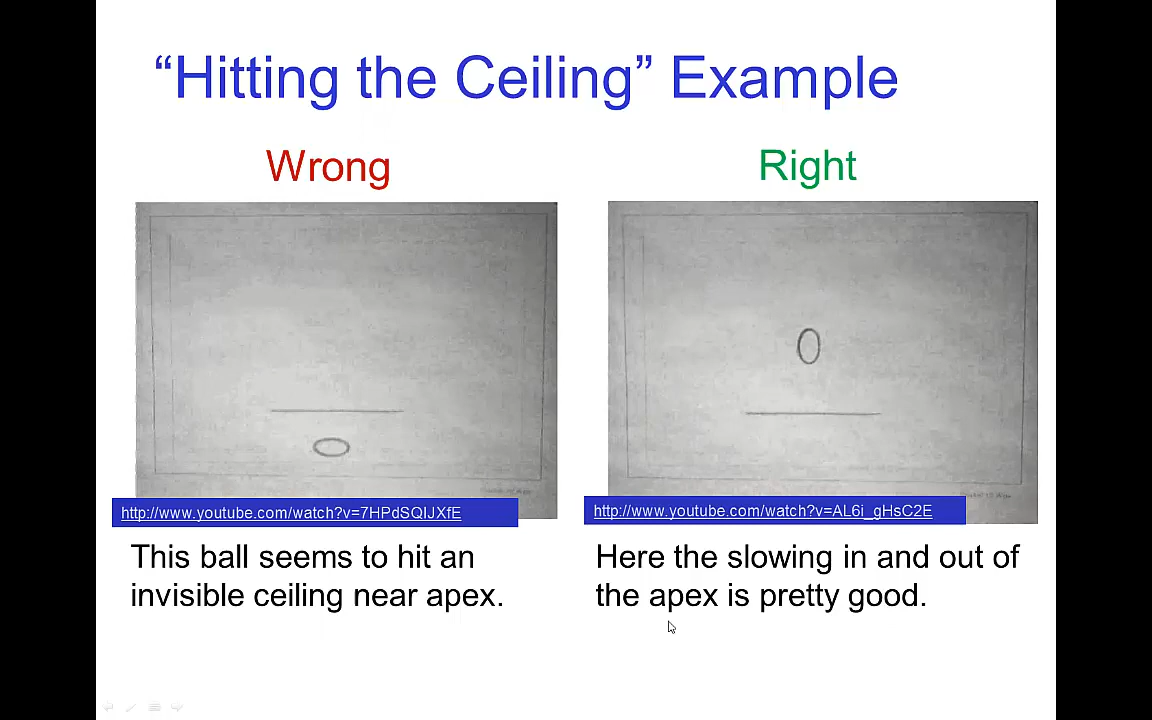 “Hitting the Ceiling” Example
Wrong
Right
http://www.youtube.com/watch?v=7HPdSQIJXfE
http://www.youtube.com/watch?v=AL6i_gHsC2E
This ball seems to hit an
invisible ceiling near apex.
Here the slowing in and out of
the apex is pretty good.